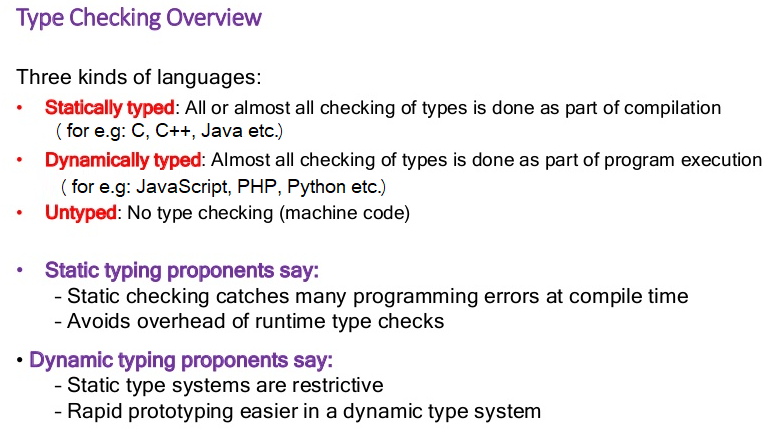 Type Checking Overview
Three kinds of languages:
• Statically typed: All or almost all checking of types is done as part of compilation
( for e.g: C, C++, Java etc.)
• Dynamically typed: Almost all checking of types is done as part of program execution
( for e.g: JavaScript, PHP, Python etc.)
• Untyped: No type checking (machine code)
• Static typing proponents say:
- Static checking catches many programming errors at compile time
- Avoids overhead of runtime type checks
• Dynamic typing proponents say:
- Static type systems are restrictive
- Rapid prototyping easier in a dynamic type system